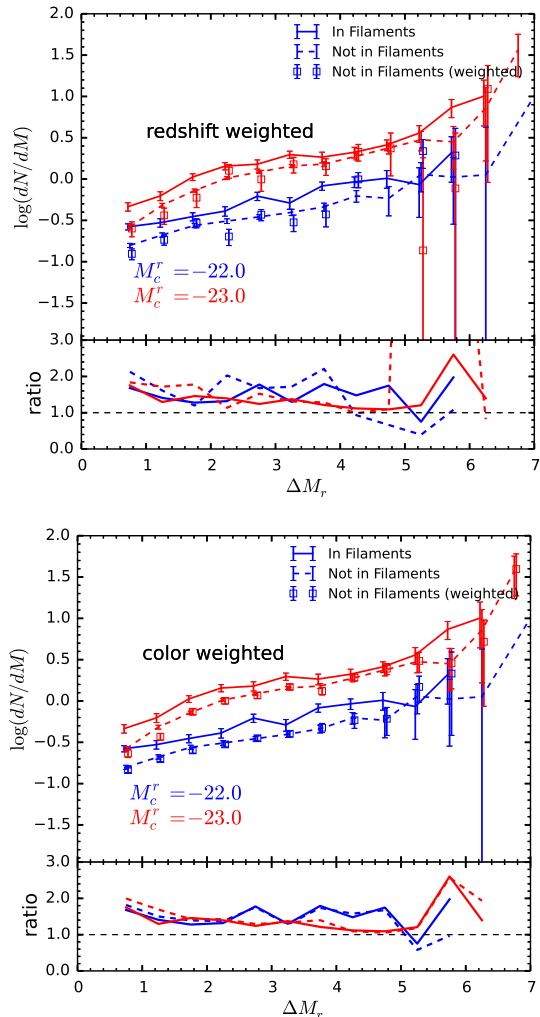 2.0
In Filaments
1.5
Not in Filaments
Not in Filaments (weighted)
1.0
redshift weighted
0.5
log(dN/dM)
0.0
−0.5
−1.0
M_c^r =−22.0
M_c^r =−23.0
−1.5
3.0
2.0
ratio
1.0
0.0
0 1 2 3 4 5 6 7
ΔM_r
2.0
In Filaments
1.5
Not in Filaments
Not in Filaments (weighted)
1.0
color weighted
0.5
log(dN/dM)
0.0
−0.5
−1.0
M_c^r =−22.0
M_c^r =−23.0
−1.5
3.0
2.0
ratio
1.0
0.0
0 1 2 3 4 5 6 7
ΔM_r